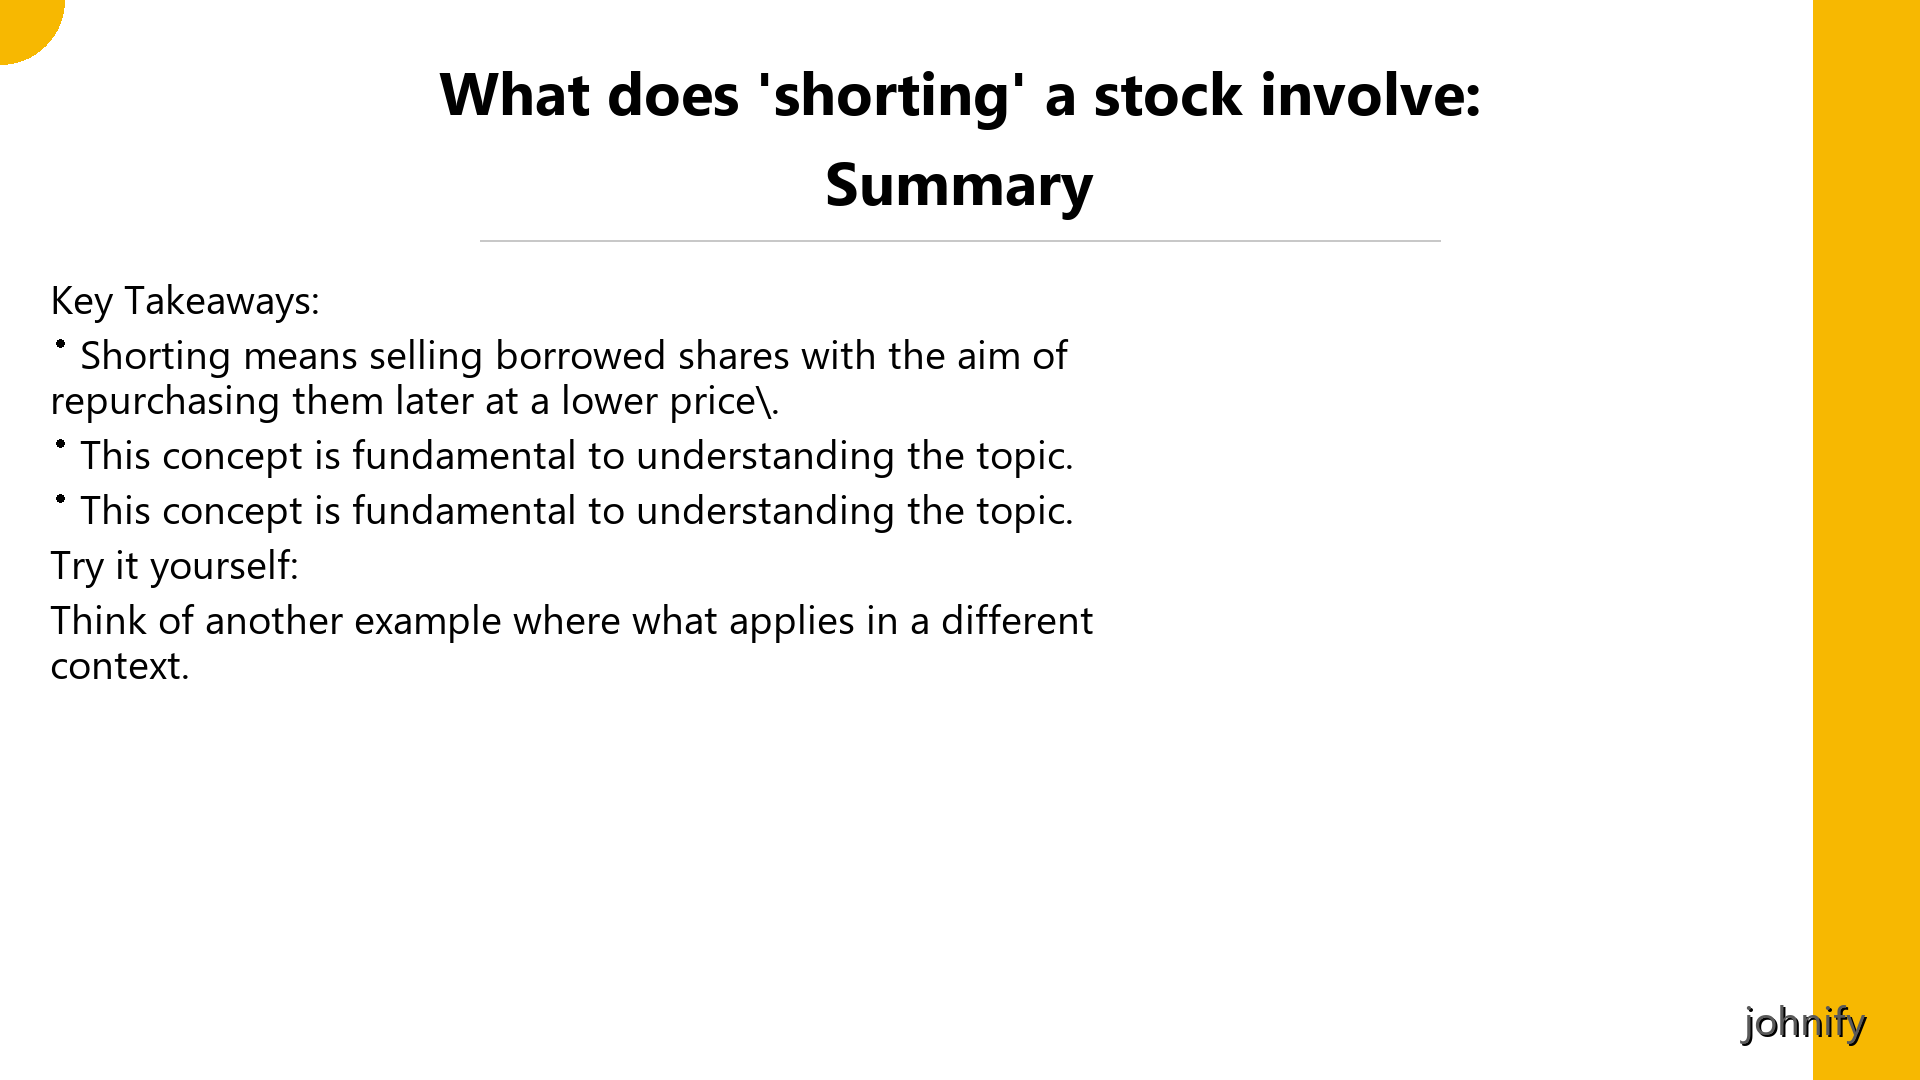 What does 'shorting' a stock involve:
Summary
Key Takeaways:
• Shorting means selling borrowed shares with the aim of
repurchasing them later at a lower price\.
• This concept is fundamental to understanding the topic.
• This concept is fundamental to understanding the topic.
Try it yourself:
Think of another example where what applies in a different
context.
johnify